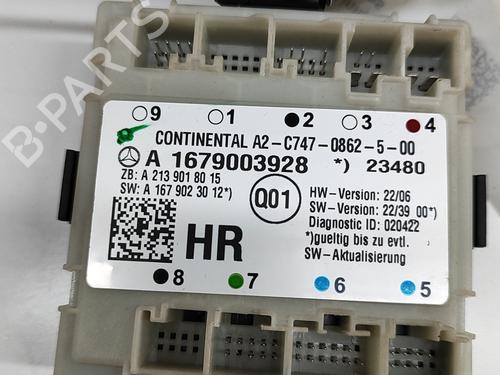 9 1 2 3 4
CONTINENTAL A2-C747-0862-5-00
A 1679003928 *) 23480
ZB: A 213 901 80 15
SW: A 167 902 30 12*)
Q01
HW-Version: 22/06
SW-Version: 22/39 00*)
Diagnostic ID: 020422
*)gueltig bis zu evtl.
SW-Aktualisierung
HR
8 7 6 5
B-PARTS